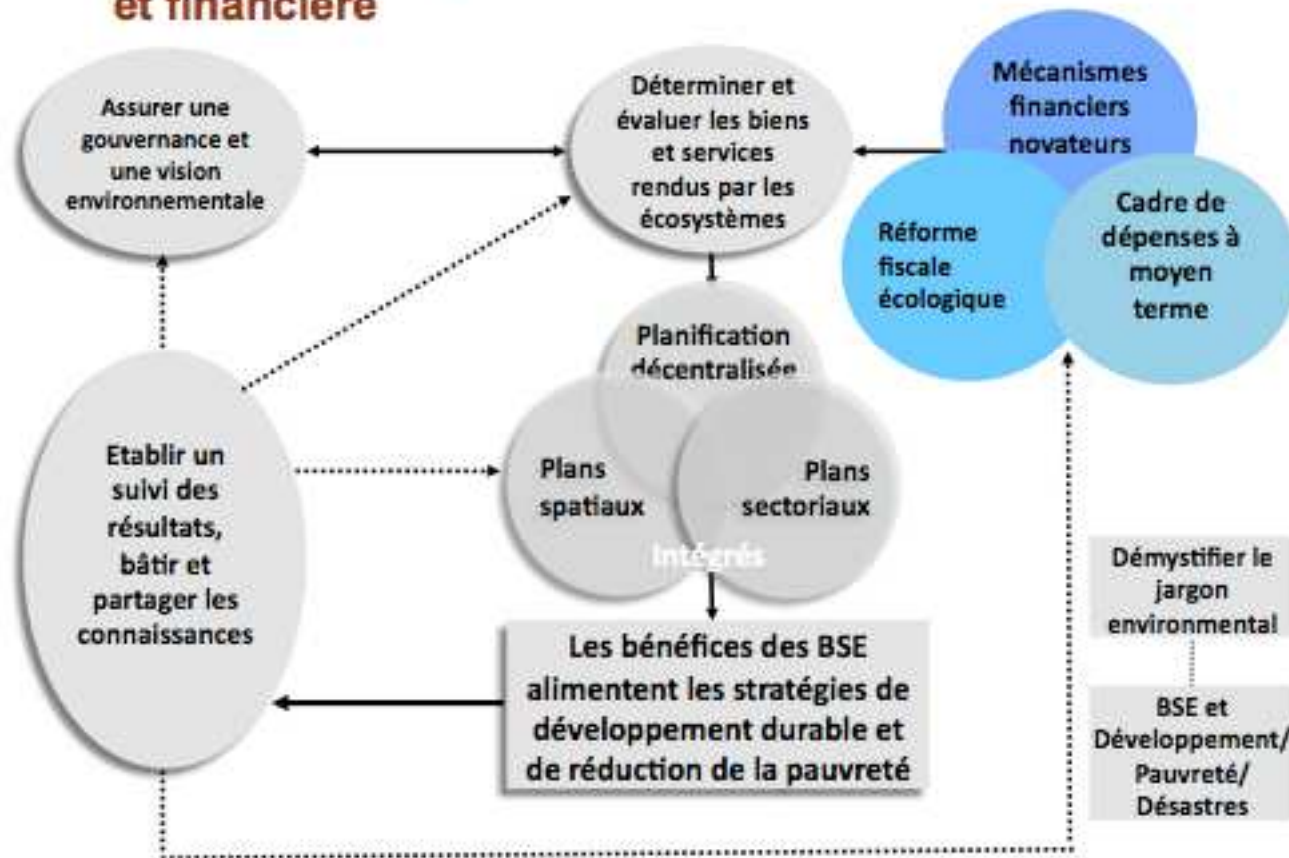 et financière
Assurer une
gouvernance et
une vision
environnementale
Déterminer et
évaluer les biens
et services
rendus par les
écosystèmes
Mécanismes
financiers
novateurs
Réforme
fiscale
écologique
Cadre de
dépenses à
moyen
terme
Planification
décentralisée
Plans
spatiaux
Plans
sectoriaux
Intégrés
Etablir un
suivi des
résultats,
bâtir et
partager les
connaissances
Les bénéfices des BSE
alimentent les stratégies de
développement durable et
de réduction de la pauvreté
Démystifier le
jargon
environmental
BSE et
Développement/
Pauvreté/
Désastres